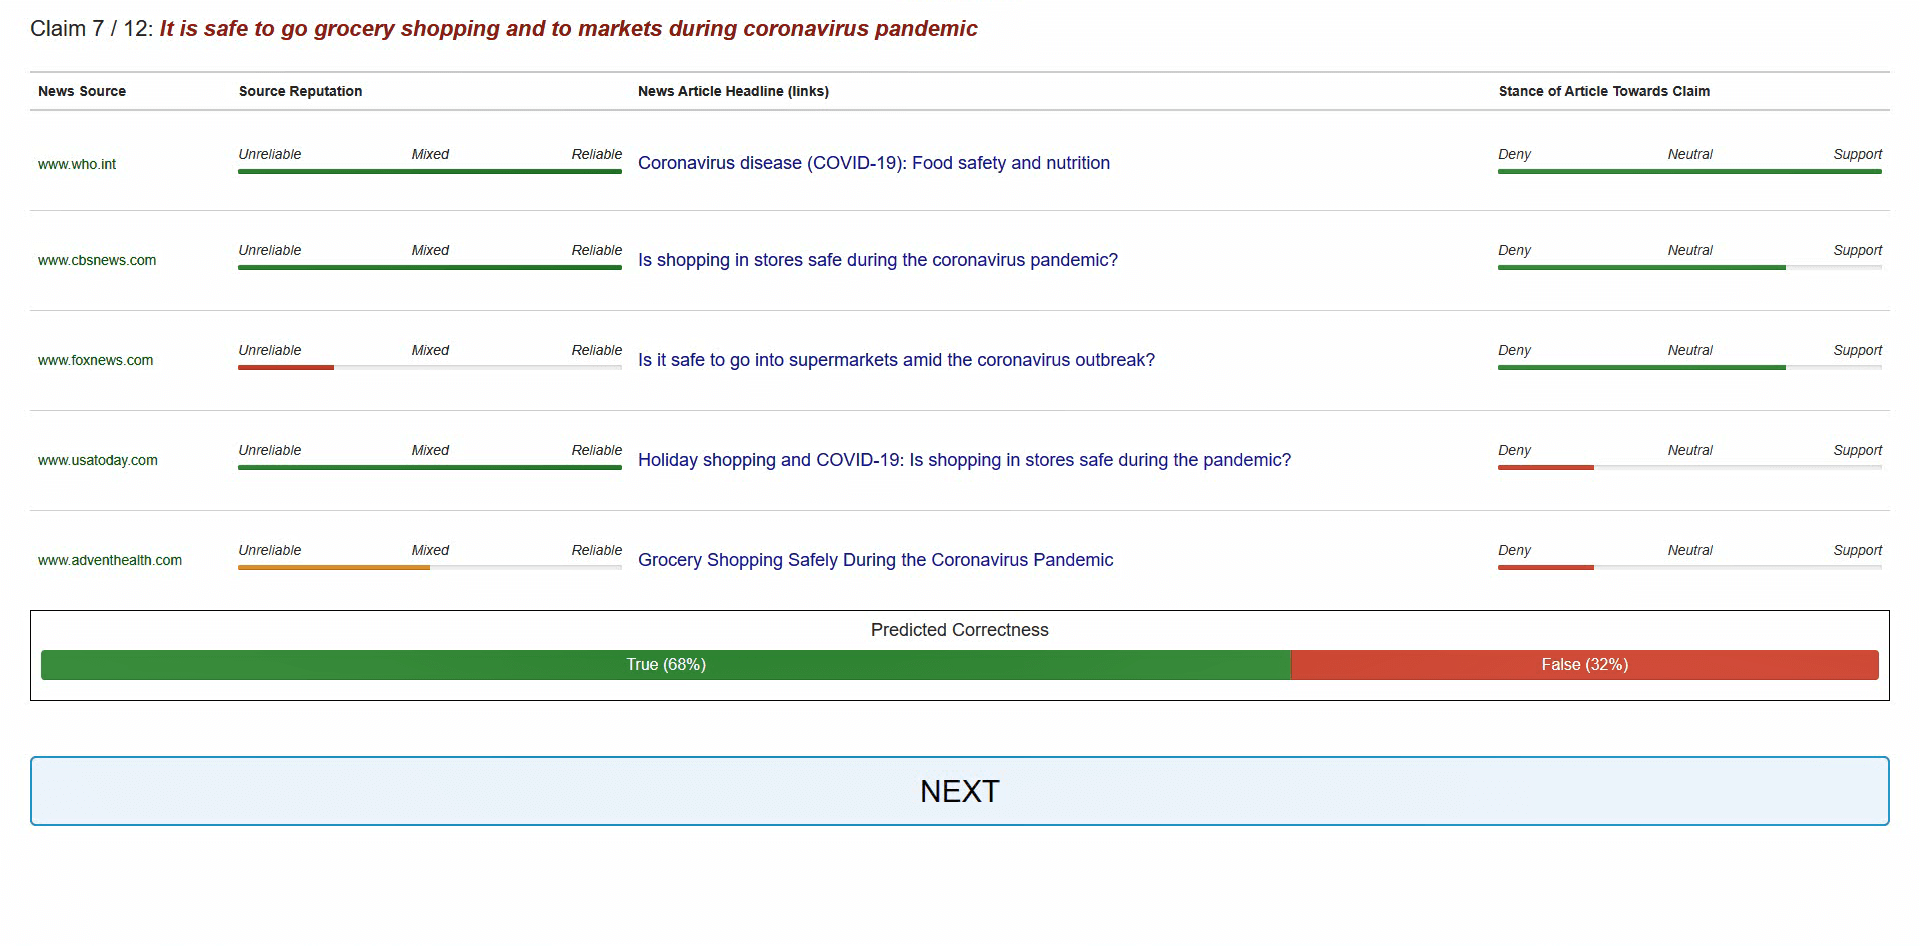 Claim 7 / 12: It is safe to go grocery shopping and to markets during coronavirus pandemic
News Source Source Reputation News Article Headline (links) Stance of Article Towards Claim
Unreliable Mixed Reliable Deny Neutral Support
www.who.int Coronavirus disease (COVID-19): Food safety and nutrition
Unreliable Mixed Reliable Deny Neutral Support
www.cbsnews.com Is shopping in stores safe during the coronavirus pandemic?
Unreliable Mixed Reliable Deny Neutral Support
www.foxnews.com Is it safe to go into supermarkets amid the coronavirus outbreak?
Unreliable Mixed Reliable Deny Neutral Support
www.usatoday.com Holiday shopping and COVID-19: Is shopping in stores safe during the pandemic?
Unreliable Mixed Reliable Deny Neutral Support
www.adventhealth.com Grocery Shopping Safely During the Coronavirus Pandemic
Predicted Correctness
True (68%) False (32%)
NEXT